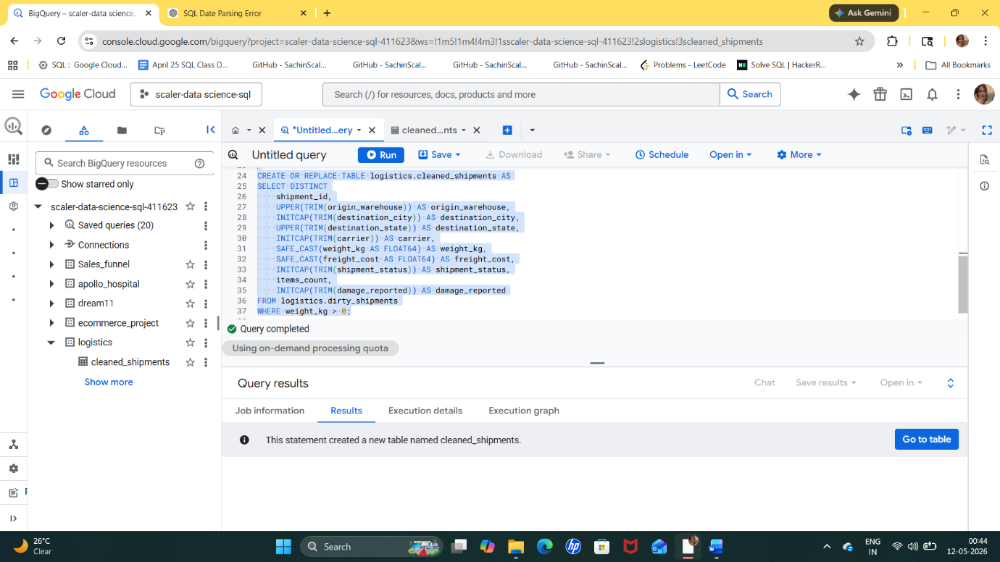 BigQuery – scaler-data science.
SQL Date Parsing Error
Ask Gemini
console.cloud.google.com/bigquery?project=scaler-data-science-sql-411623&ws=!1m5!1m4!4m3!1sscaler-data-science-sql-411623!2slogistics!3scleaned_shipments
SQL : Google Cloud...
April 25 SQL Class D...
GitHub - SachinScal...
GitHub - SachinScal...
GitHub - SachinScal...
GitHub - SachinScal...
Problems - LeetCode
Solve SQL | HackerR...
All Bookmarks
Google Cloud
scaler-data science-sql
Search (/) for resources, docs, products and more
Search
*Untitled...ery
cleaned...nts
Search BigQuery resources
Untitled query
Run
Save
Download
Share
Schedule
Open in
More
Show starred only
scaler-data-science-sql-411623
Saved queries (20)
Connections
Sales_funnel
apollo_hospital
dream11
ecommerce_project
logistics
cleaned_shipments
Show more
24 CREATE OR REPLACE TABLE logistics.cleaned_shipments AS
25 SELECT DISTINCT
26 shipment_id,
27 UPPER(TRIM(origin_warehouse)) AS origin_warehouse,
28 INITCAP(TRIM(destination_city)) AS destination_city,
29 UPPER(TRIM(destination_state)) AS destination_state,
30 INITCAP(TRIM(carrier)) AS carrier,
31 SAFE_CAST(weight_kg AS FLOAT64) AS weight_kg,
32 SAFE_CAST(freight_cost AS FLOAT64) AS freight_cost,
33 INITCAP(TRIM(shipment_status)) AS shipment_status,
34 items_count,
35 INITCAP(TRIM(damage_reported)) AS damage_reported
36 FROM logistics.dirty_shipments
37 WHERE weight_kg > 0;
Query completed
Using on-demand processing quota
Query results
Chat
Save results
Open in
Job information
Results
Execution details
Execution graph
This statement created a new table named cleaned_shipments.
Go to table
26°C
Clear
Search
ENG
IN
00:44
12-05-2026